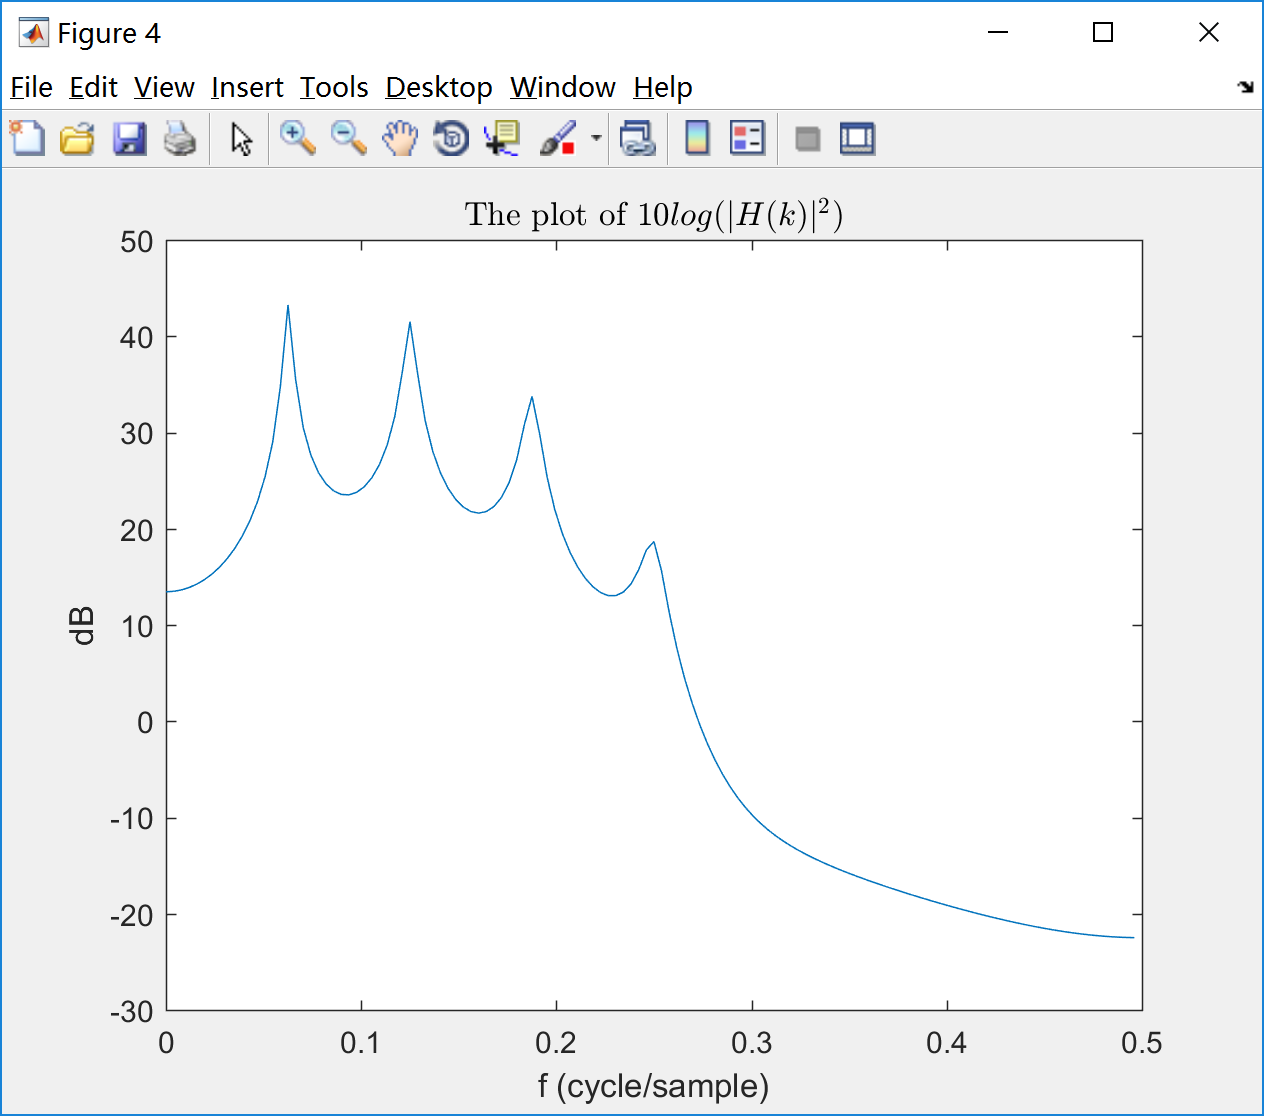 Figure 4
File Edit View Insert Tools Desktop Window Help
The plot of 10log(|H(k)|²)
50
40
30
20
10
0
-10
-20
-30
dB
0 0.1 0.2 0.3 0.4 0.5
f (cycle/sample)